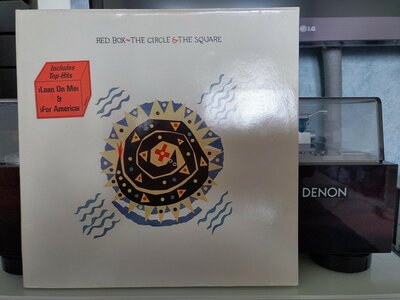 RED BOX~THE CIRCLE & THE SQUARE
Includes
Top-Hits
›Lean On Me‹
&
›For America‹
LG
DENON